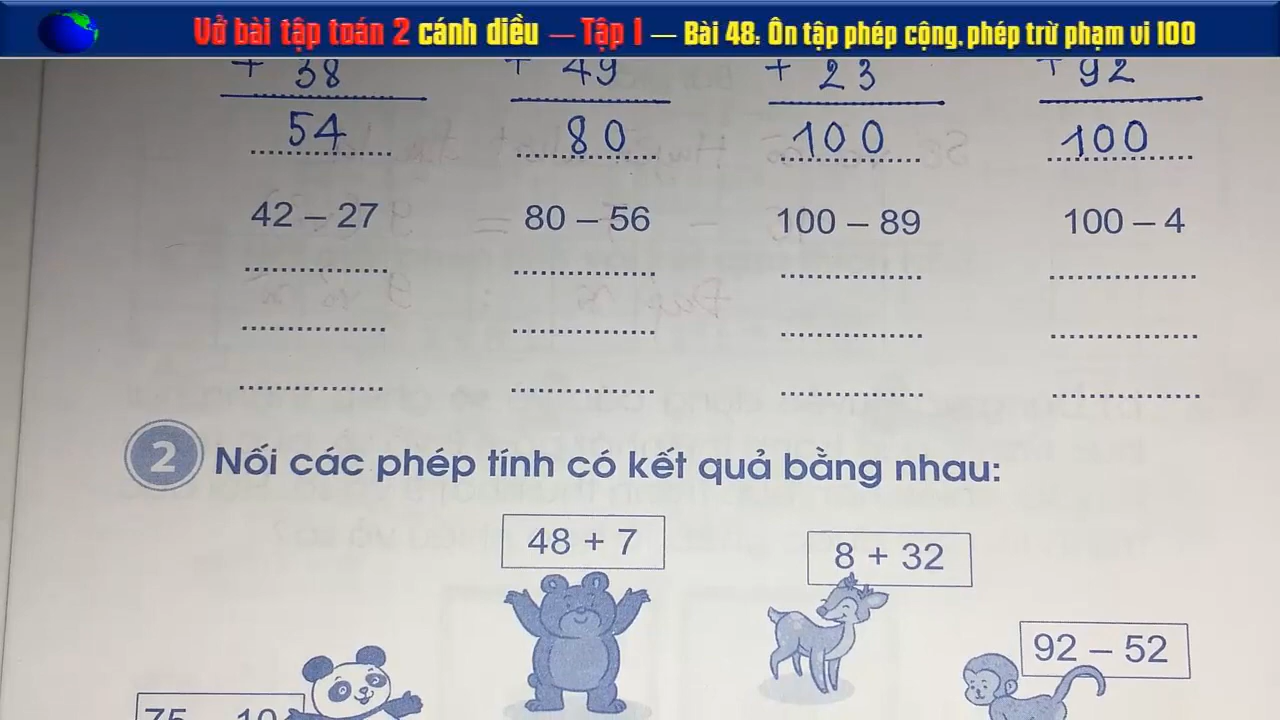 Vở bài tập toán 2 cánh diều – Tập 1 – Bài 48: Ôn tập phép cộng, phép trừ phạm vi 100
+ 38 + 49 + 23 + 92
54 80 100 100
42 – 27 80 – 56 100 – 89 100 – 4
2 Nối các phép tính có kết quả bằng nhau:
48 + 7 8 + 32
92 – 52